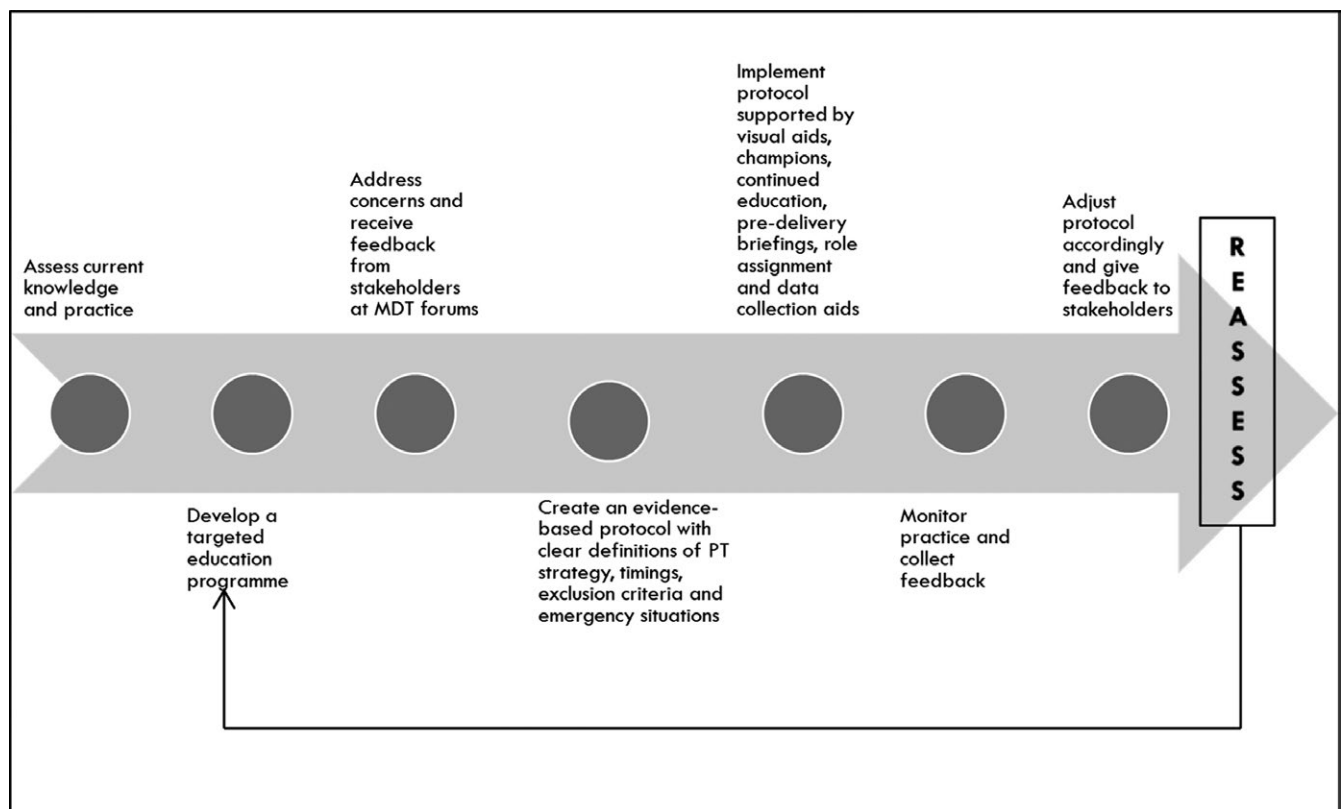 Assess current
knowledge
and practice
Develop a
targeted
education
programme
Address
concerns and
receive
feedback
from
stakeholders
at MDT forums
Create an evidence-
based protocol with
clear definitions of PT
strategy, timings,
exclusion criteria and
emergency situations
Implement
protocol
supported by
visual aids,
champions,
continued
education,
pre-delivery
briefings, role
assignment
and data
collection aids
Monitor
practice and
collect
feedback
Adjust
protocol
accordingly
and give
feedback to
stakeholders
REASSESS